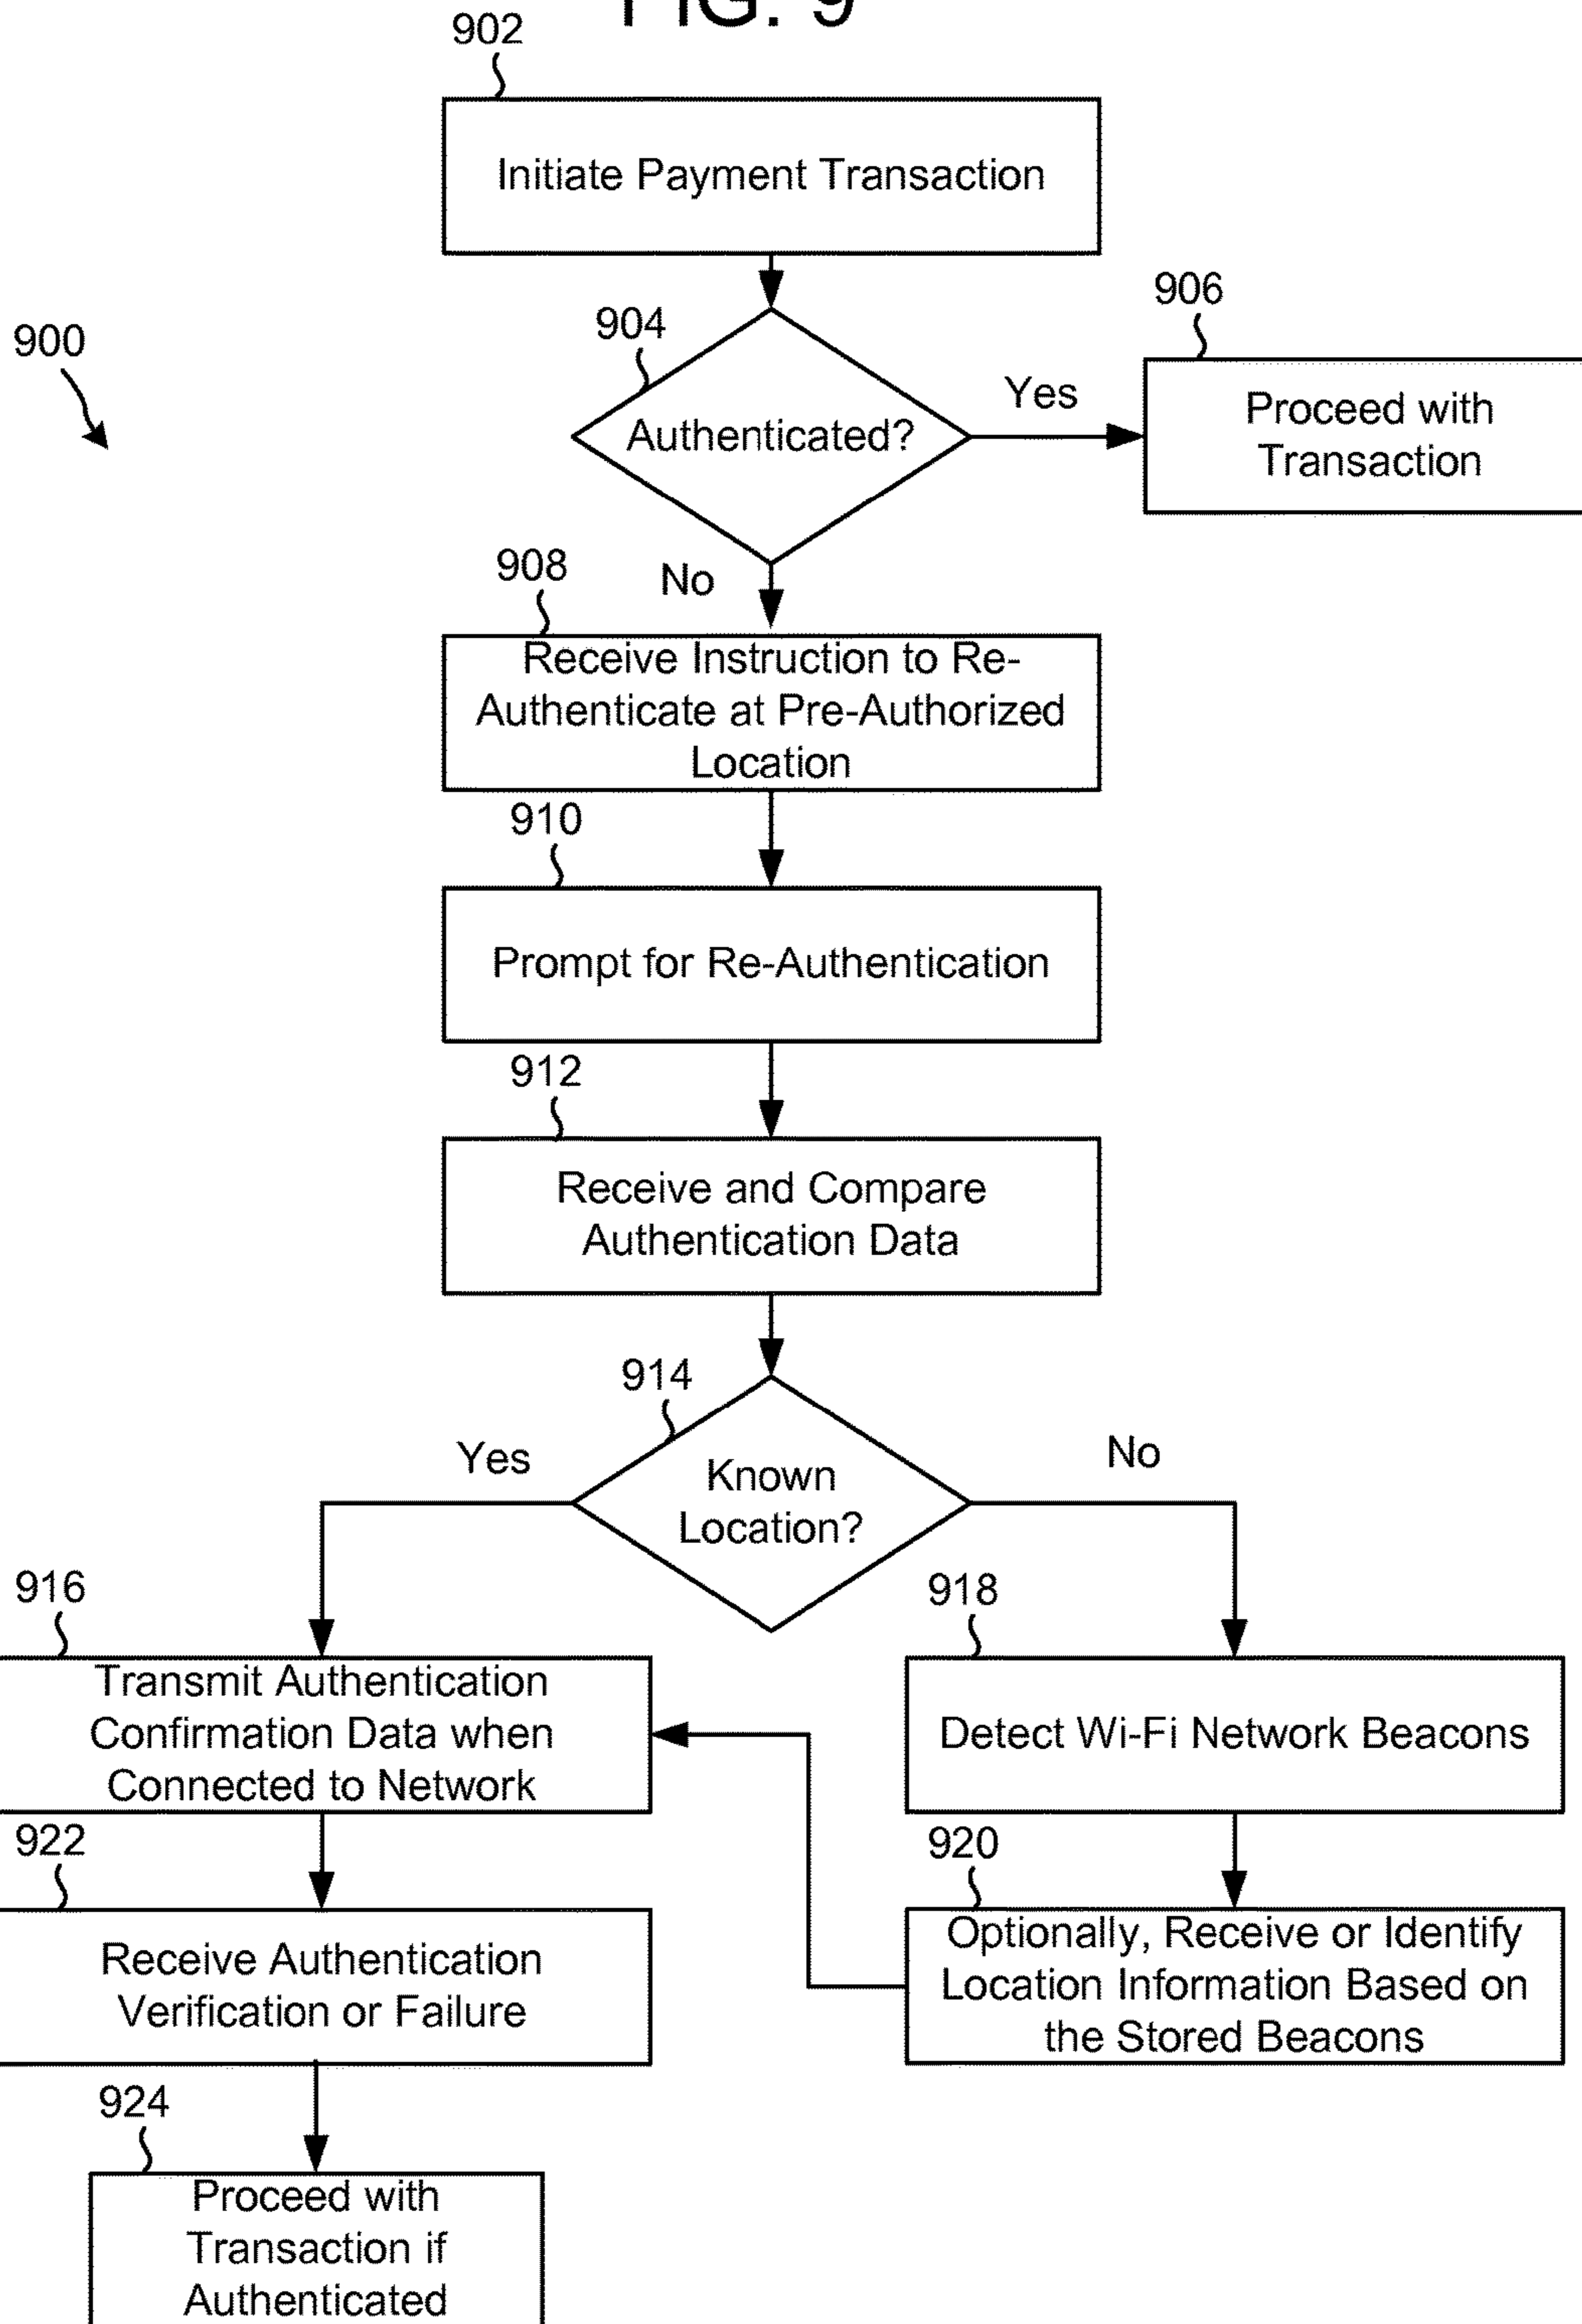 FIG. 9
902
Initiate Payment Transaction
900
904
Authenticated?
Yes
906
Proceed with
Transaction
No
908
Receive Instruction to Re-
Authenticate at Pre-Authorized
Location
910
Prompt for Re-Authentication
912
Receive and Compare
Authentication Data
914
Known
Location?
Yes
No
916
Transmit Authentication
Confirmation Data when
Connected to Network
918
Detect Wi-Fi Network Beacons
920
Optionally, Receive or Identify
Location Information Based on
the Stored Beacons
922
Receive Authentication
Verification or Failure
924
Proceed with
Transaction if
Authenticated